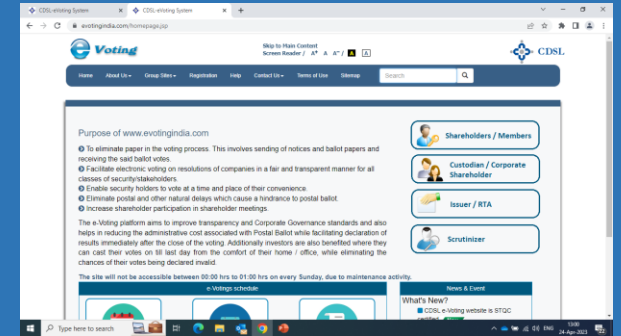 CDSL-eVoting System
CDSL-eVoting System
evotingindia.com/homepage.jsp
e Voting
Skip to Main Content
Screen Reader / A+ A A- / A A
CDSL
Home About Us Group Sites Registration Help Contact Us Terms of Use Sitemap Search
Purpose of www.evotingindia.com
To eliminate paper in the voting process. This involves sending of notices and ballot papers and
receiving the said ballot votes.
Facilitate electronic voting on resolutions of companies in a fair and transparent manner for all
classes of security/stakeholders.
Enable security holders to vote at a time and place of their convenience.
Eliminate postal and other natural delays which cause a hindrance to postal ballot.
Increase shareholder participation in shareholder meetings.
The e-Voting platform aims to improve transparency and Corporate Governance standards and also
helps in reducing the administrative cost associated with Postal Ballot while facilitating declaration of
results immediately after the close of the voting. Additionally investors are also benefited where they
can cast their votes on till last day from the comfort of their home / office, while eliminating the
chances of their votes being declared invalid.
Shareholders / Members
Custodian / Corporate
Shareholder
Issuer / RTA
Scrutinizer
The site will not be accessible between 00:00 hrs to 01:00 hrs on every Sunday, due to maintenance activity.
e-Votings schedule
News & Event
What's New?
CDSL e-Voting website is STQC
certified
Type here to search
ENG
13:00
24-Apr-2023